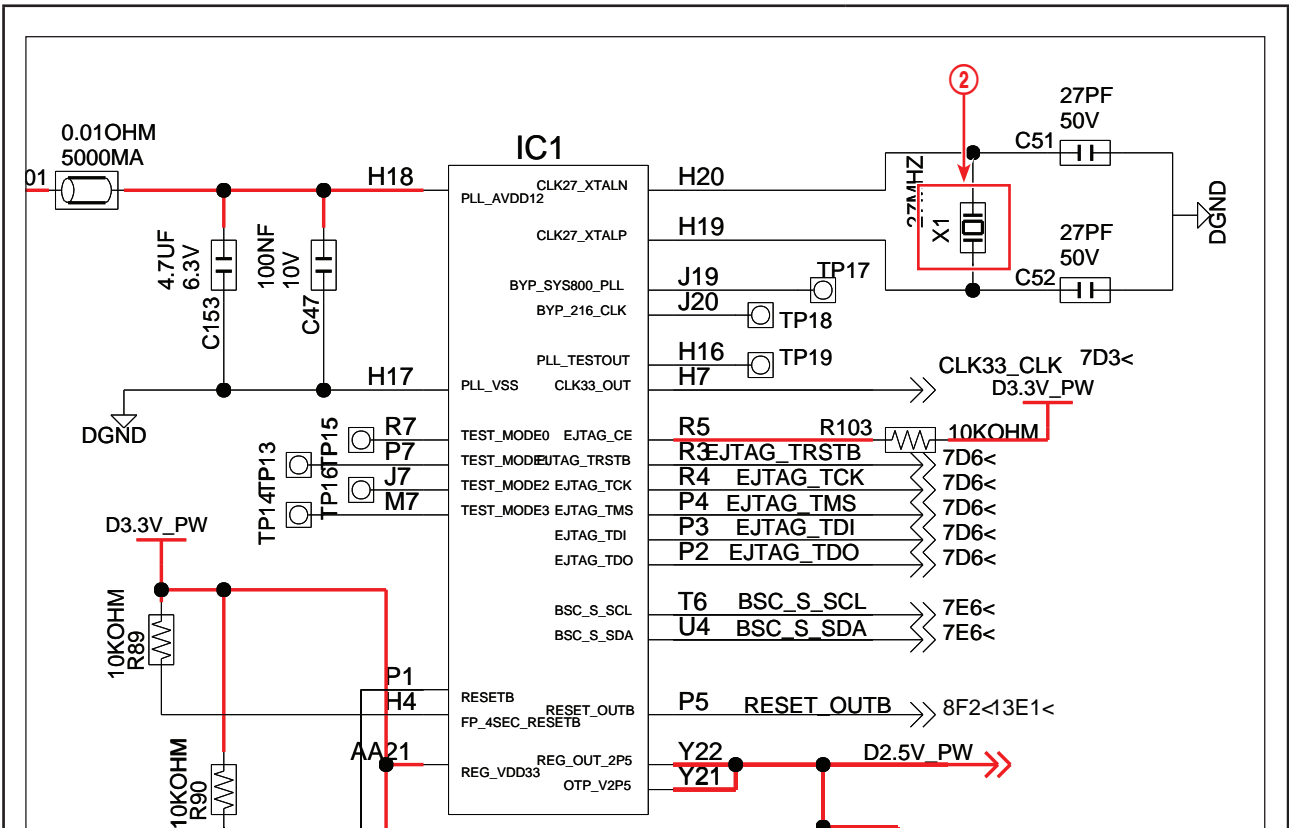 2
27PF
50V
0.01OHM
5000MA
01
IC1
C51
H18
PLL_AVDD12
CLK27_XTALN
H20
27MHZ
X1
DGND
CLK27_XTALP
H19
27PF
50V
C52
4.7UF
6.3V
C153
100NF
10V
C47
BYP_SYS800_PLL
J19
TP17
BYP_216_CLK
J20
TP18
PLL_TESTOUT
H16
TP19
H17
PLL_VSS
CLK33_OUT
H7
CLK33_CLK
7D3<
D3.3V_PW
DGND
R7
TP15
TEST_MODE0
EJTAG_CE
R5
R103
10KOHM
P7
TP13
TEST_MODE1
EJTAG_TRSTB
R3
EJTAG_TRSTB
7D6<
J7
TP16
TEST_MODE2
EJTAG_TCK
R4
EJTAG_TCK
7D6<
M7
TP14
TEST_MODE3
EJTAG_TMS
P4
EJTAG_TMS
7D6<
EJTAG_TDI
P3
EJTAG_TDI
7D6<
EJTAG_TDO
P2
EJTAG_TDO
7D6<
D3.3V_PW
10KOHM
R89
BSC_S_SCL
T6
BSC_S_SCL
7E6<
BSC_S_SDA
U4
BSC_S_SDA
7E6<
P1
RESETB
H4
FP_4SEC_RESETB
RESET_OUTB
P5
RESET_OUTB
8F2<
13E1<
10KOHM
R90
AA21
REG_VDD33
REG_OUT_2P5
Y22
D2.5V_PW
OTP_V2P5
Y21